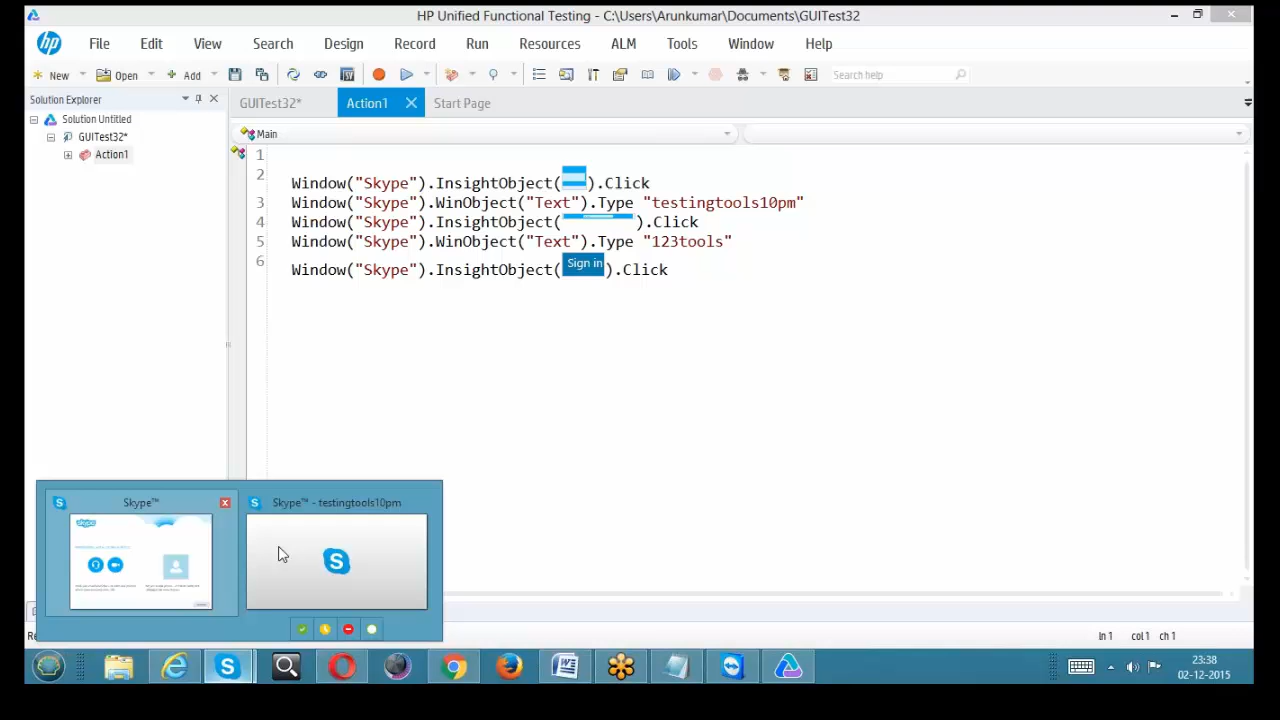 HP Unified Functional Testing - C:\Users\Arunkumar\Documents\GUITest32
hp File Edit View Search Design Record Run Resources ALM Tools Window Help
New Open Add Search help
Solution Explorer
GUITest32* Action1 Start Page
Solution Untitled
GUITest32*
Action1
Main
1
2 Window("Skype").InsightObject( ).Click
3 Window("Skype").WinObject("Text").Type "testingtools10pm"
4 Window("Skype").InsightObject( ).Click
5 Window("Skype").WinObject("Text").Type "123tools"
6 Window("Skype").InsightObject(Sign in).Click
Skype™ Skype™ - testingtools10pm
skype
Re
ln 1 col 1 ch 1
23:38
02-12-2015